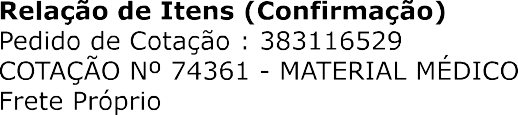 Relação de Itens (Confirmação)
Pedido de Cotação : 383116529
COTAÇÃO Nº 74361 - MATERIAL MÉDICO
Frete Próprio